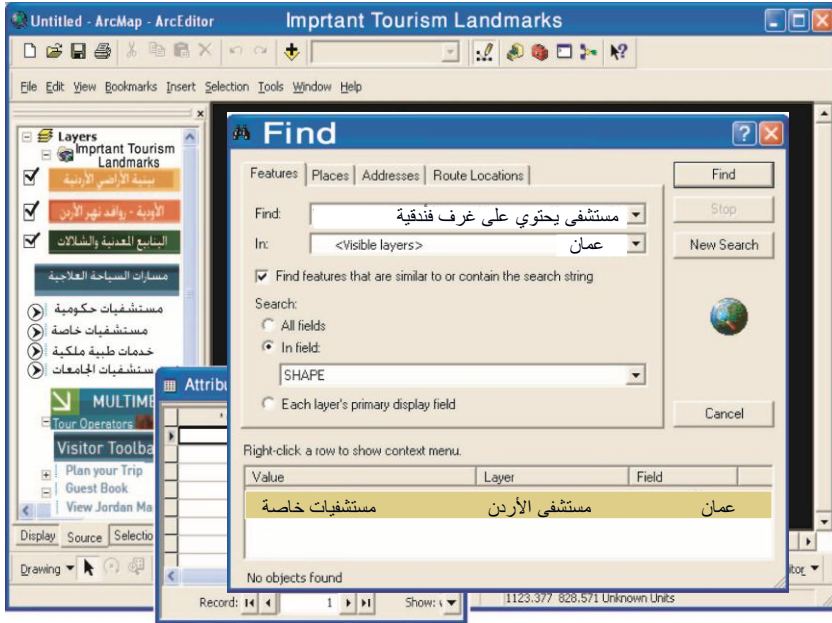 Untitled - ArcMap - ArcEditor
Imprtant Tourism Landmarks
File Edit View Bookmarks Insert Selection Tools Window Help
Layers
Imprtant Tourism
Landmarks
بينية الأراضي الأردنية
الأودية - روافد نهر الأردن
الينابيع المعدنية والشلالات
مسارات السياحة العلاجية
مستشفيات حكومية
مستشفيات خاصة
خدمات طبية ملكية
مستشفيات الجامعات
MULTIME
Tour Operators
Visitor Toolba
Plan your Trip
Guest Book
View Jordan Ma
Display Source Selectio
Drawing
Attribu
Record: 1 Show:
Find
Features Places Addresses Route Locations
Find: مستشفى يحتوي على غرف فندقية
In: <Visible layers> عمان
Find features that are similar to or contain the search string
Search:
All fields
In field:
SHAPE
Each layer's primary display field
Find
Stop
New Search
Cancel
Right-click a row to show context menu.
Value Layer Field
مستشفيات خاصة مستشفى الأردن عمان
No objects found
1123.377 828.571 Unknown Units